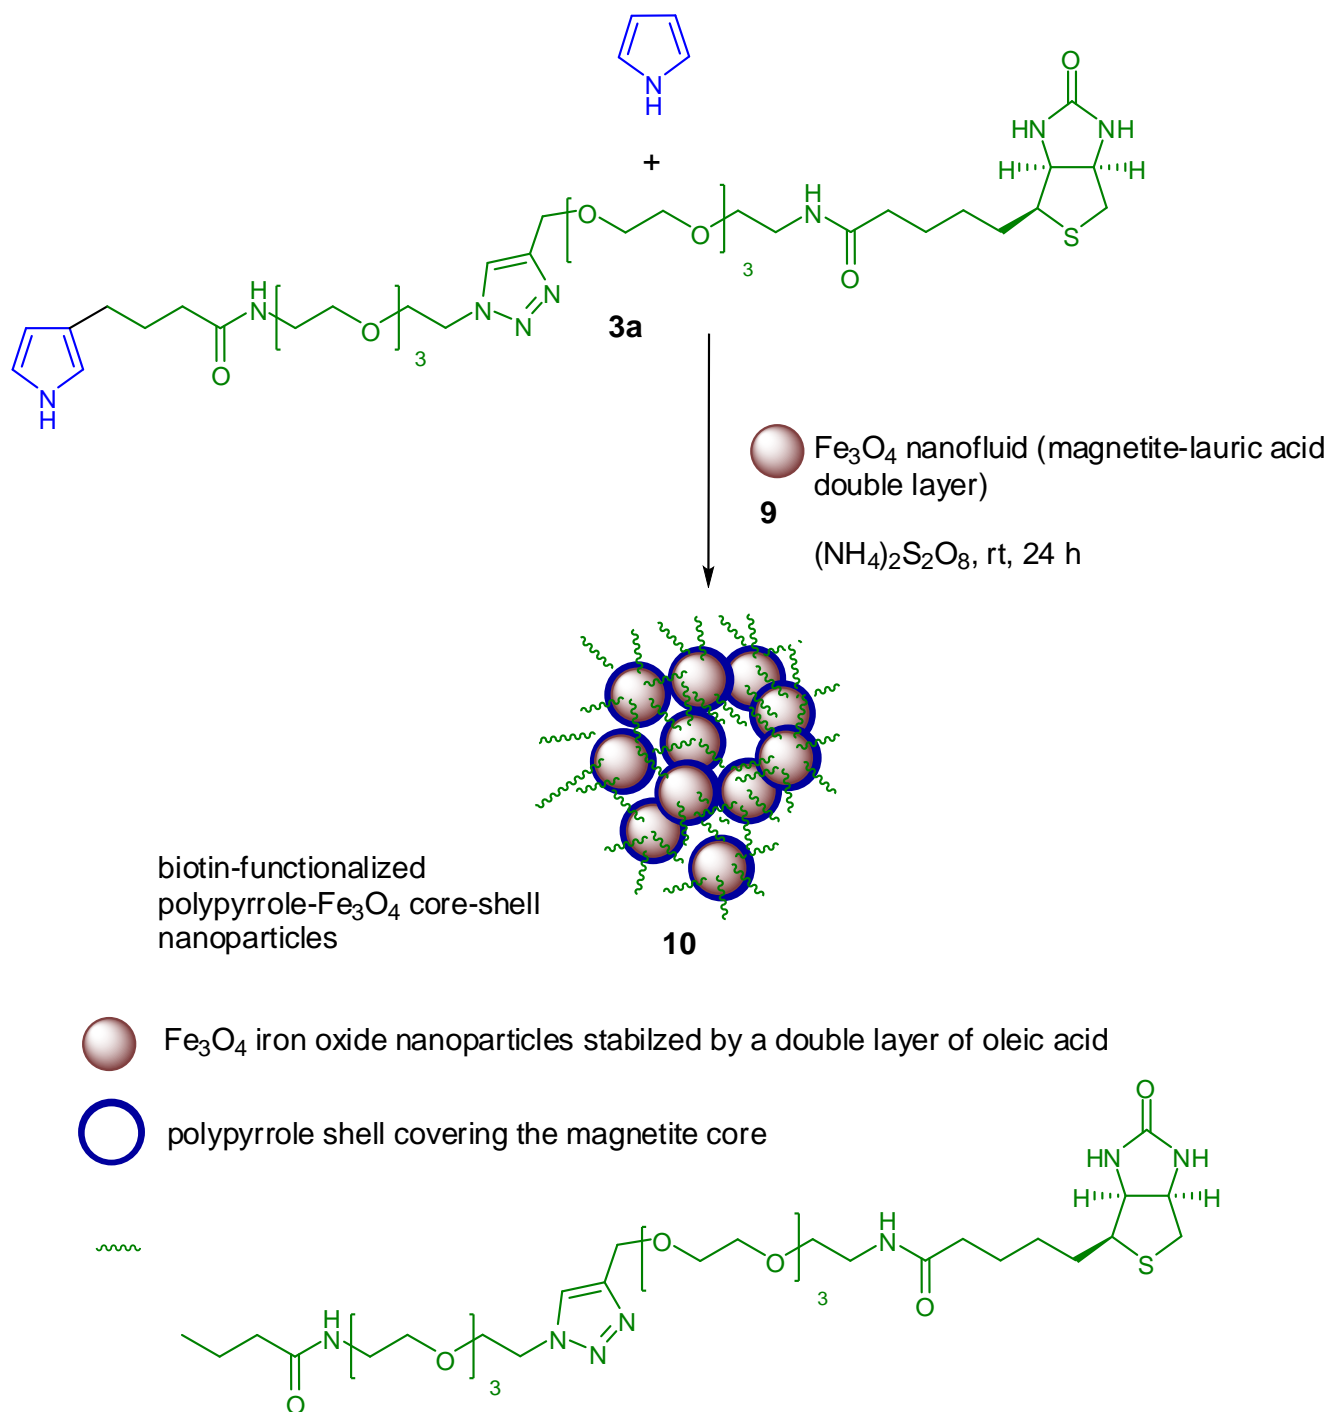 N
H
+
O
HN
NH
H
H
S
H
N
O
O
O
3
N
N
N
3a
H
N
O
3
O
N
H
Fe3O4 nanofluid (magnetite-lauric acid
double layer)
9
(NH4)2S2O8, rt, 24 h
biotin-functionalized
polypyrrole-Fe3O4 core-shell
nanoparticles
10
Fe3O4 iron oxide nanoparticles stabilzed by a double layer of oleic acid
polypyrrole shell covering the magnetite core
O
HN
NH
H
H
S
H
N
O
O
O
3
N
N
N
H
N
O
3
O